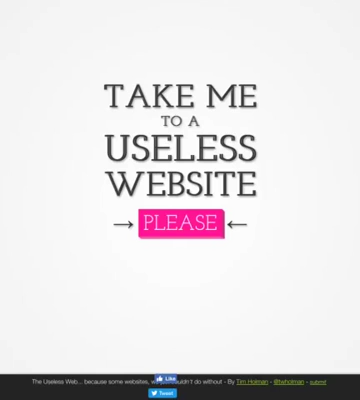 TAKE ME
TO A
USELESS
WEBSITE
→ PLEASE ←
Like
The Useless Web... because some websites, we couldn't do without - By Tim Holman - @twholman - submit
Tweet